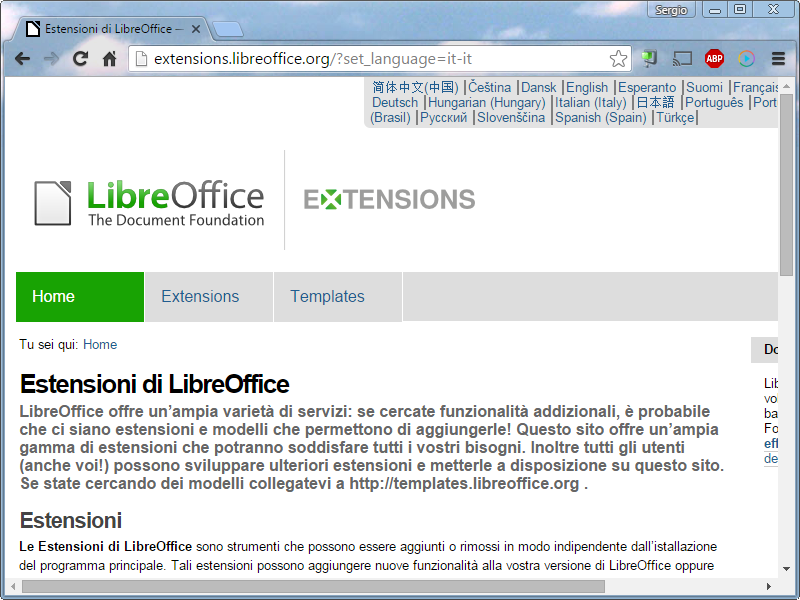 Sergio
Estensioni di LibreOffice —
extensions.libreoffice.org/?set_language=it-it
ABP
简体中文(中国) |Čeština |Dansk |English |Esperanto |Suomi |Français
Deutsch |Hungarian (Hungary) |Italian (Italy) |日本語 |Português |Port
(Brasil) |Русский |Slovenščina |Spanish (Spain) |Türkçe|
LibreOffice
The Document Foundation
EXTENSIONS
Home
Extensions
Templates
Tu sei qui: Home
Estensioni di LibreOffice
LibreOffice offre un'ampia varietà di servizi: se cercate funzionalità addizionali, è probabile
che ci siano estensioni e modelli che permettono di aggiungerle! Questo sito offre un'ampia
gamma di estensioni che potranno soddisfare tutti i vostri bisogni. Inoltre tutti gli utenti
(anche voi!) possono sviluppare ulteriori estensioni e metterle a disposizione su questo sito.
Se state cercando dei modelli collegatevi a http://templates.libreoffice.org .
Estensioni
Le Estensioni di LibreOffice sono strumenti che possono essere aggiunti o rimossi in modo indipendente dall'istallazione
del programma principale. Tali estensioni possono aggiungere nuove funzionalità alla vostra versione di LibreOffice oppure
Do
Lib
vo
ba
Fo
eff
de